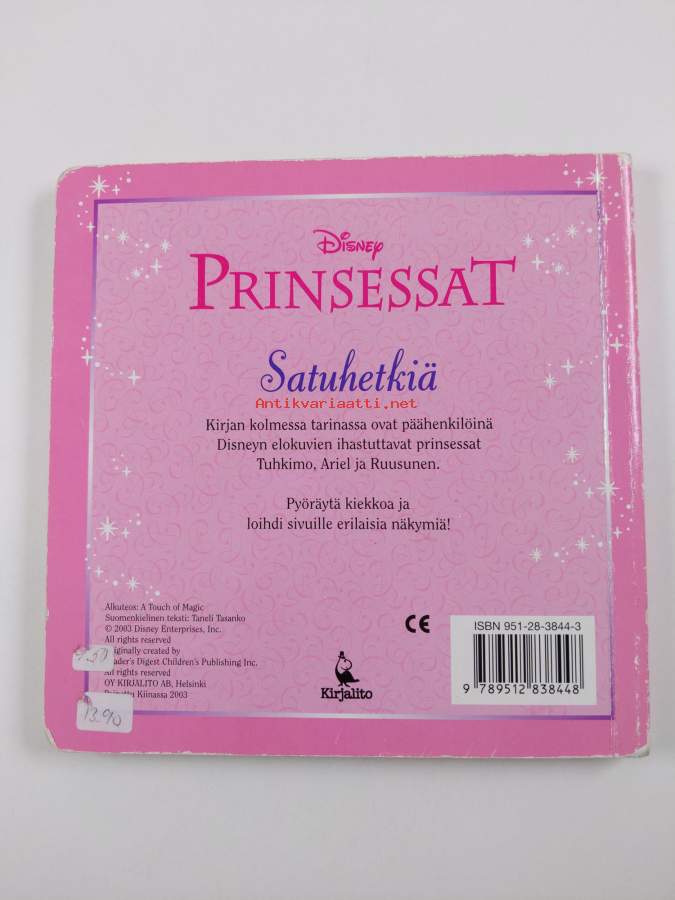 Disney
PRINSESSAT
Satuhetkiä
Antikvariaatti.net
Kirjan kolmessa tarinassa ovat päähenkilöinä
Disneyn elokuvien ihastuttavat prinsessat
Tuhkimo, Ariel ja Ruusunen.
Pyöräytä kiekkoa ja
loihdi sivuille erilaisia näkymiä!
Alkuteos: A Touch of Magic
Suomenkielinen teksti: Taneli Tasanko
© 2003 Disney Enterprises, Inc.
All rights reserved
Originally created by
Reader's Digest Children's Publishing Inc.
All rights reserved
OY KIRJALITO AB, Helsinki
Painettu Kiinassa 2003
13.90
Kirjalito
CE
ISBN 951-28-3844-3
9 789512 838448